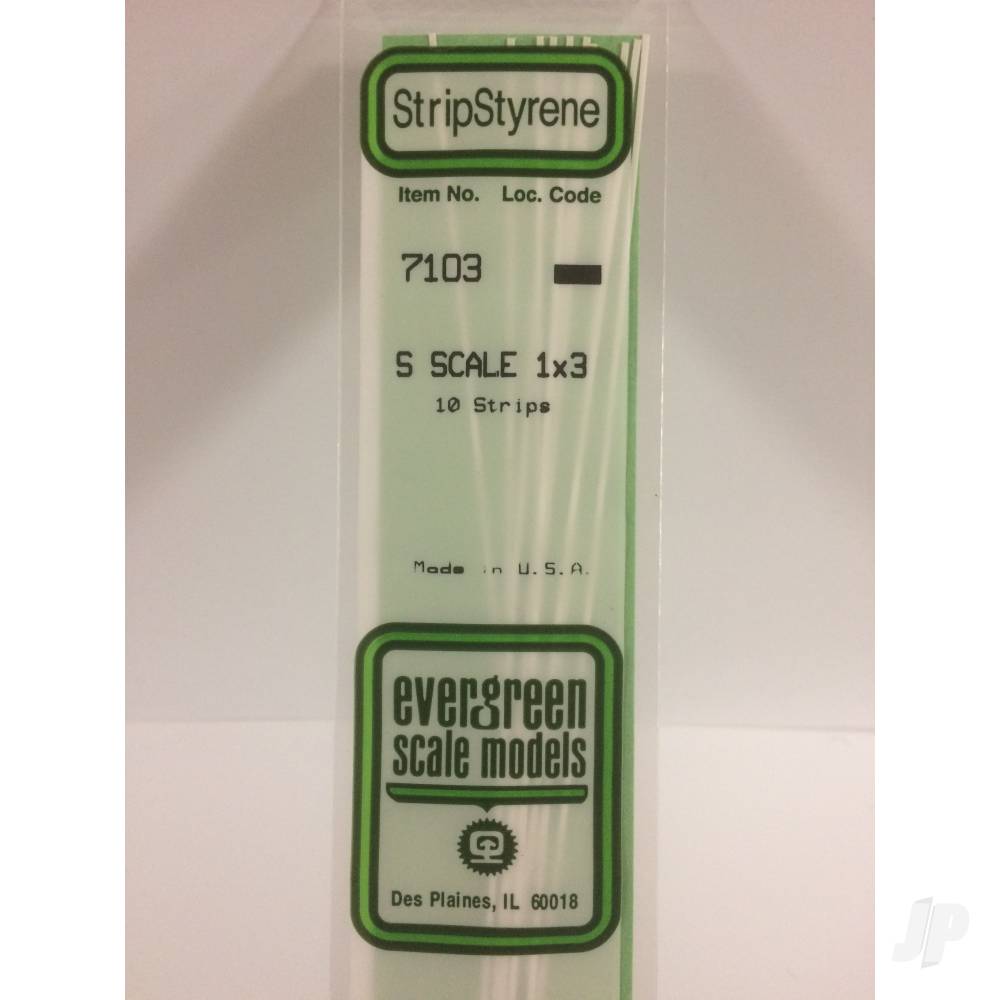 StripStyrene
Item No. Loc. Code
7103
S SCALE 1x3
10 Strips
Made in U.S.A.
evergreen
scale models
Des Plaines, IL 60018
JP